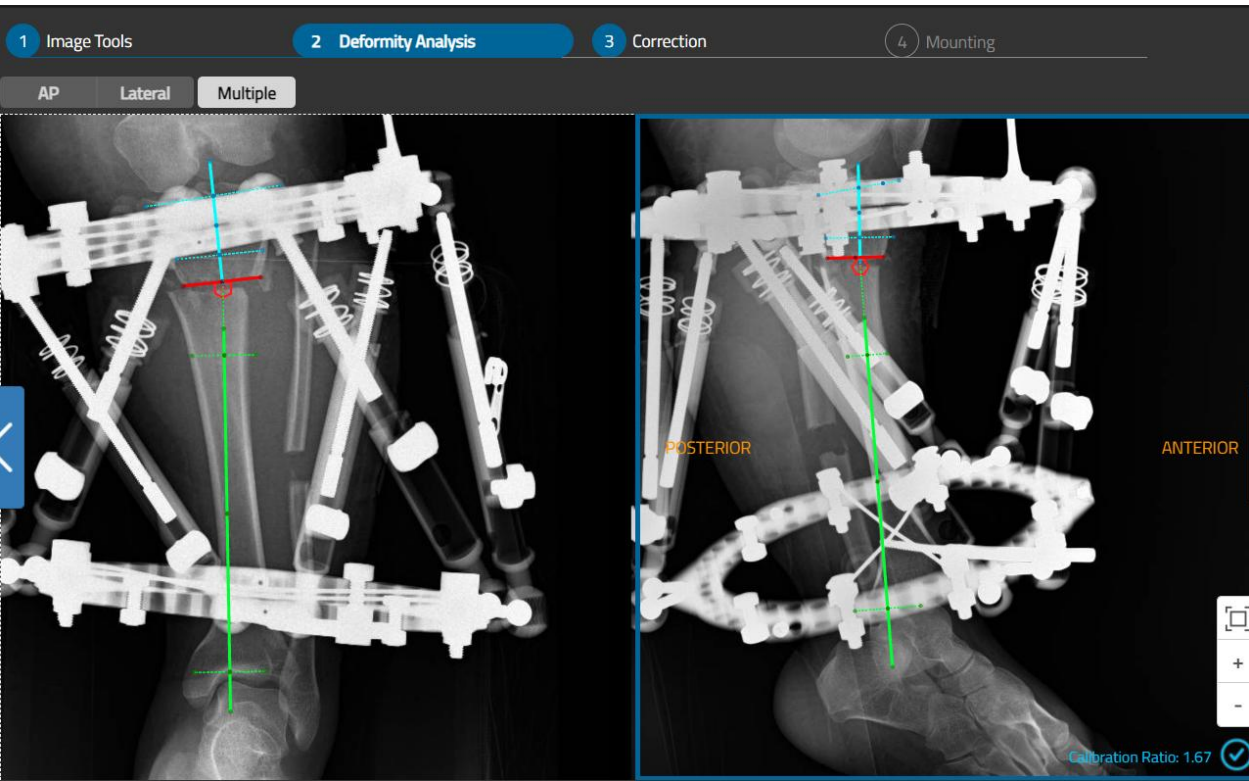 1 Image Tools
2 Deformity Analysis
3 Correction
4 Mounting
AP Lateral Multiple
POSTERIOR ANTERIOR
+
-
Calibration Ratio: 1.67